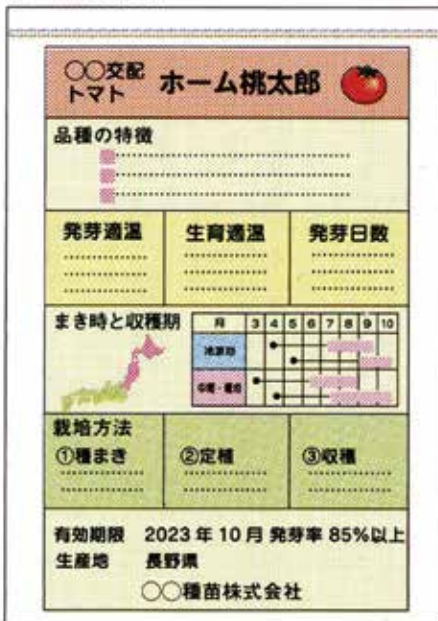 ○○交配
トマト
ホーム桃太郎
品種の特徴
発芽適温
生育適温
発芽日数
まき時と収穫期
月 3 4 5 6 7 8 9 10
冷涼地
中間・暖地
栽培方法
①種まき
②定植
③収穫
有効期限 2023年10月 発芽率85%以上
生産地 長野県
○○種苗株式会社